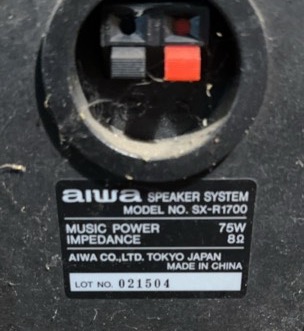 aiwa SPEAKER SYSTEM
MODEL NO. SX-R1700
MUSIC POWER 75W
IMPEDANCE 8Ω
AIWA CO.,LTD. TOKYO JAPAN
MADE IN CHINA
LOT NO. 021504